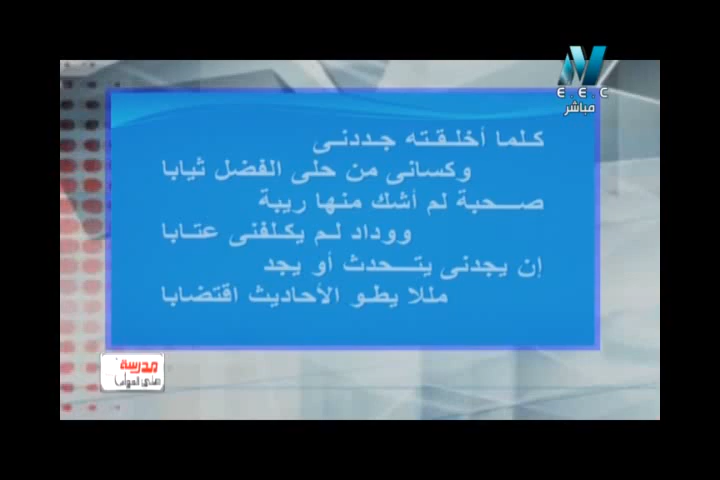 E.E.C
مباشر
كلما أخلقته جددنى
وكسانى من حلى الفضل ثيابا
صحبة لم أشك منها ريبة
ووداد لم يكلفنى عتابا
إن يجدنى يتحدث أو يجد
مللا يطو الأحاديث اقتضابا
مدرسة
على الهواء